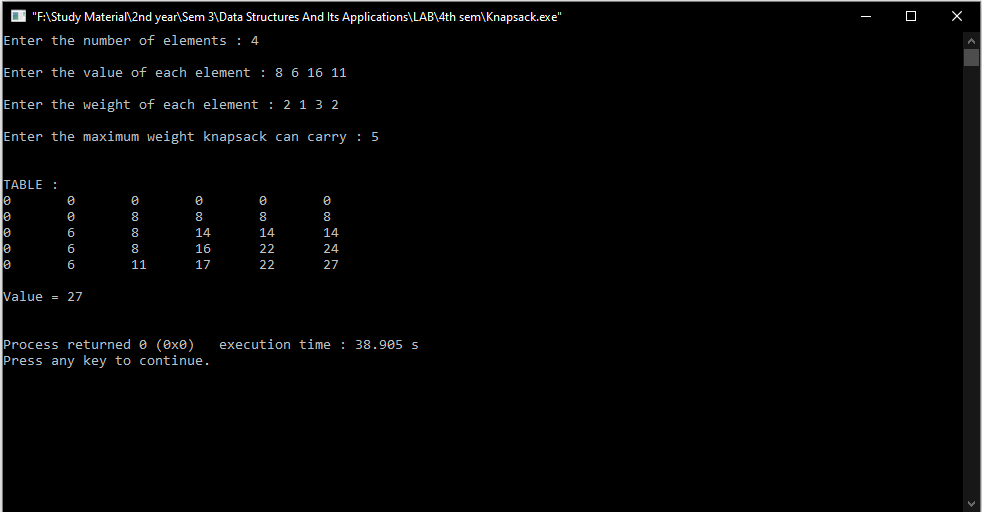 "F:\Study Material\2nd year\Sem 3\Data Structures And Its Applications\LAB\4th sem\Knapsack.exe"
Enter the number of elements : 4
Enter the value of each element : 8 6 16 11
Enter the weight of each element : 2 1 3 2
Enter the maximum weight knapsack can carry : 5
TABLE :
0 0 0 0 0 0
0 0 8 8 8 8
0 6 8 14 14 14
0 6 8 16 22 24
0 6 11 17 22 27
Value = 27
Process returned 0 (0x0)   execution time : 38.905 s
Press any key to continue.